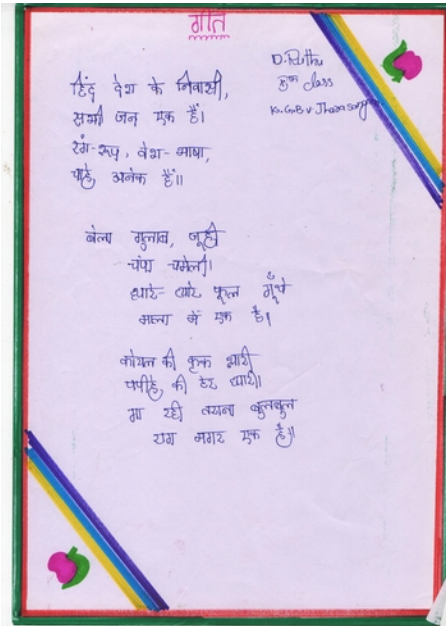 गीत
D. Ruthu
8th class
K.G.B.V Jharasangam
हिंद देश के निवासी,
सभी जन एक हैं।
रंग-रूप, वेश-भाषा,
चाहे अनेक हैं॥
बेला गुलाब, जूही
चंपा चमेली।
प्यारे-प्यारे फूल गूँथे
माला में एक है।
कोयल की कूक प्यारी
पपीहे की टेर प्यारी॥
गा रही तराना बुलबुल
राग मगर एक है॥